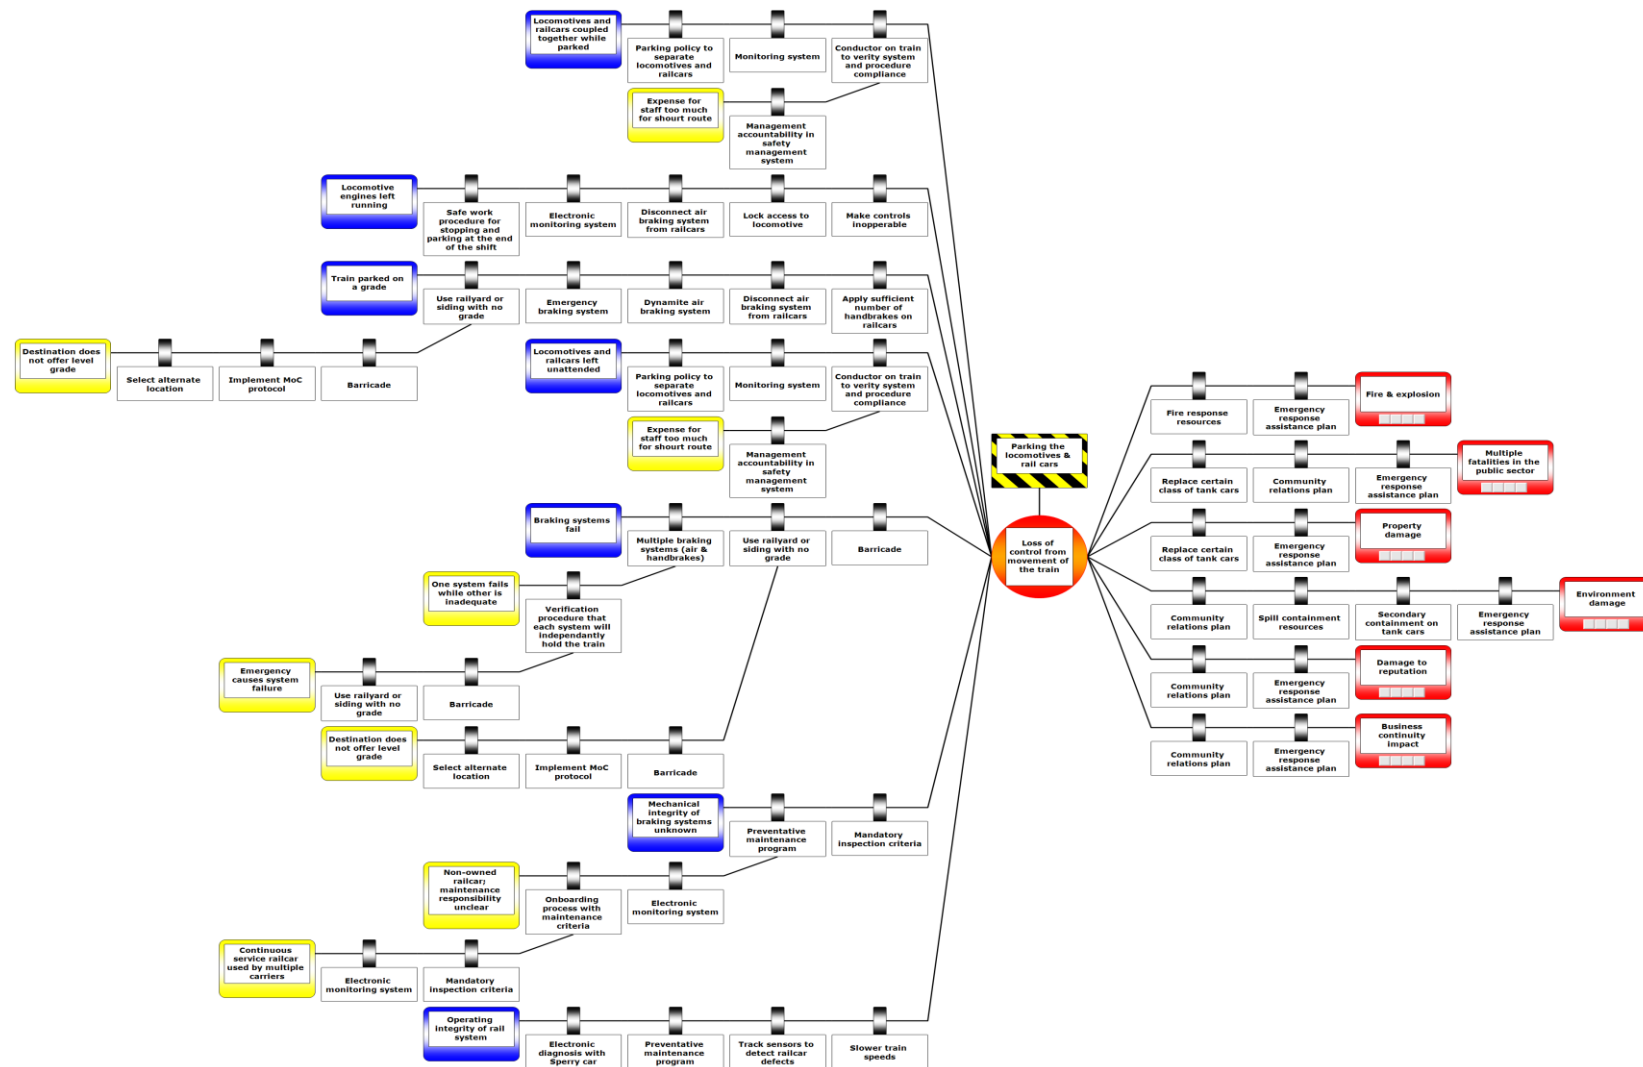 Locomotives and
railcars coupled
together while
parked
Parking policy to
separate
locomotives and
railcars
Monitoring system
Conductor on train
to verity system
and procedure
compliance
Expense for
staff too much
for shourt route
Management
accountability in
safety
management
system
Locomotive
engines left
running
Safe work
procedure for
stopping and
parking at the end
of the shift
Electronic
monitoring system
Disconnect air
braking system
from railcars
Lock access to
locomotive
Make controls
inopperable
Train parked on
a grade
Use railyard or
siding with no
grade
Emergency
braking system
Dynamite air
braking system
Disconnect air
braking system
from railcars
Apply sufficient
number of
handbrakes on
railcars
Destination does
not offer level
grade
Select alternate
location
Implement MoC
protocol
Barricade
Locomotives and
railcars left
unattended
Parking policy to
separate
locomotives and
railcars
Monitoring system
Conductor on train
to verity system
and procedure
compliance
Expense for
staff too much
for shourt route
Management
accountability in
safety
management
system
Braking systems
fail
Multiple braking
systems (air &
handbrakes)
Use railyard or
siding with no
grade
Barricade
One system fails
while other is
inadequate
Verification
procedure that
each system will
independantly
hold the train
Emergency
causes system
failure
Use railyard or
siding with no
grade
Barricade
Destination does
not offer level
grade
Select alternate
location
Implement MoC
protocol
Barricade
Mechanical
integrity of
braking systems
unknown
Preventative
maintenance
program
Mandatory
inspection criteria
Non-owned
railcar;
maintenance
responsibility
unclear
Onboarding
process with
maintenance
criteria
Electronic
monitoring system
Continuous
service railcar
used by multiple
carriers
Electronic
monitoring system
Mandatory
inspection criteria
Operating
integrity of rail
system
Electronic
diagnosis with
Sperry car
Preventative
maintenance
program
Track sensors to
detect railcar
defects
Slower train
speeds
Parking the
locomotives &
rail cars
Loss of
control from
movement of
the train
Fire response
resources
Emergency
response
assistance plan
Fire & explosion
Replace certain
class of tank cars
Community
relations plan
Emergency
response
assistance plan
Multiple
fatalities in the
public sector
Replace certain
class of tank cars
Emergency
response
assistance plan
Property
damage
Community
relations plan
Spill containment
resources
Secondary
containment on
tank cars
Emergency
response
assistance plan
Environment
damage
Community
relations plan
Emergency
response
assistance plan
Damage to
reputation
Community
relations plan
Emergency
response
assistance plan
Business
continuity
impact